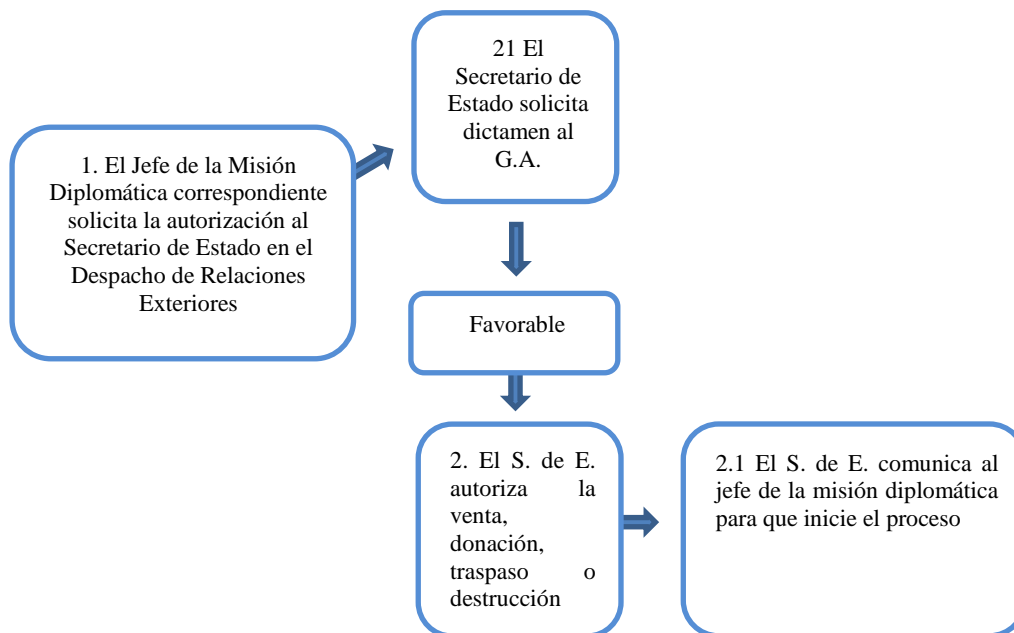 1. El Jefe de la Misión
Diplomática correspondiente
solicita la autorización al
Secretario de Estado en el
Despacho de Relaciones
Exteriores
21 El
Secretario de
Estado solicita
dictamen al
G.A.
Favorable
2. El S. de E.
autoriza la
venta,
donación,
traspaso o
destrucción
2.1 El S. de E. comunica al
jefe de la misión diplomática
para que inicie el proceso